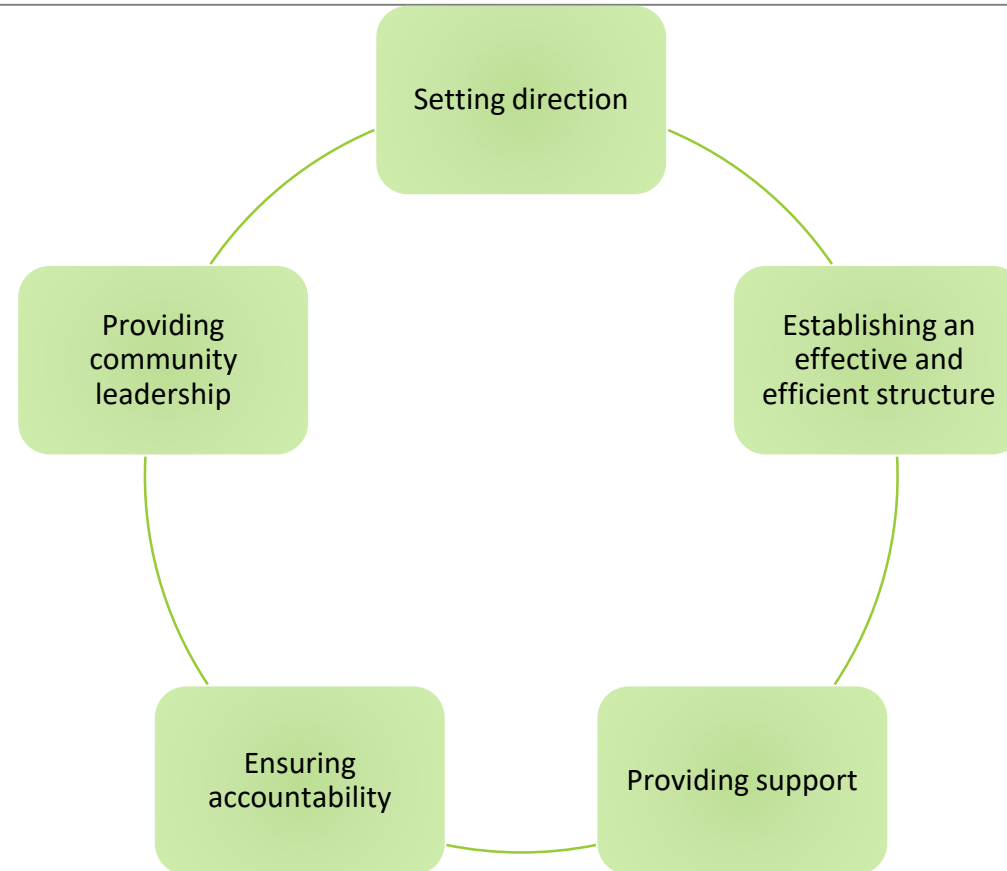 Setting direction
Establishing an
effective and
efficient structure
Providing support
Ensuring
accountability
Providing
community
leadership